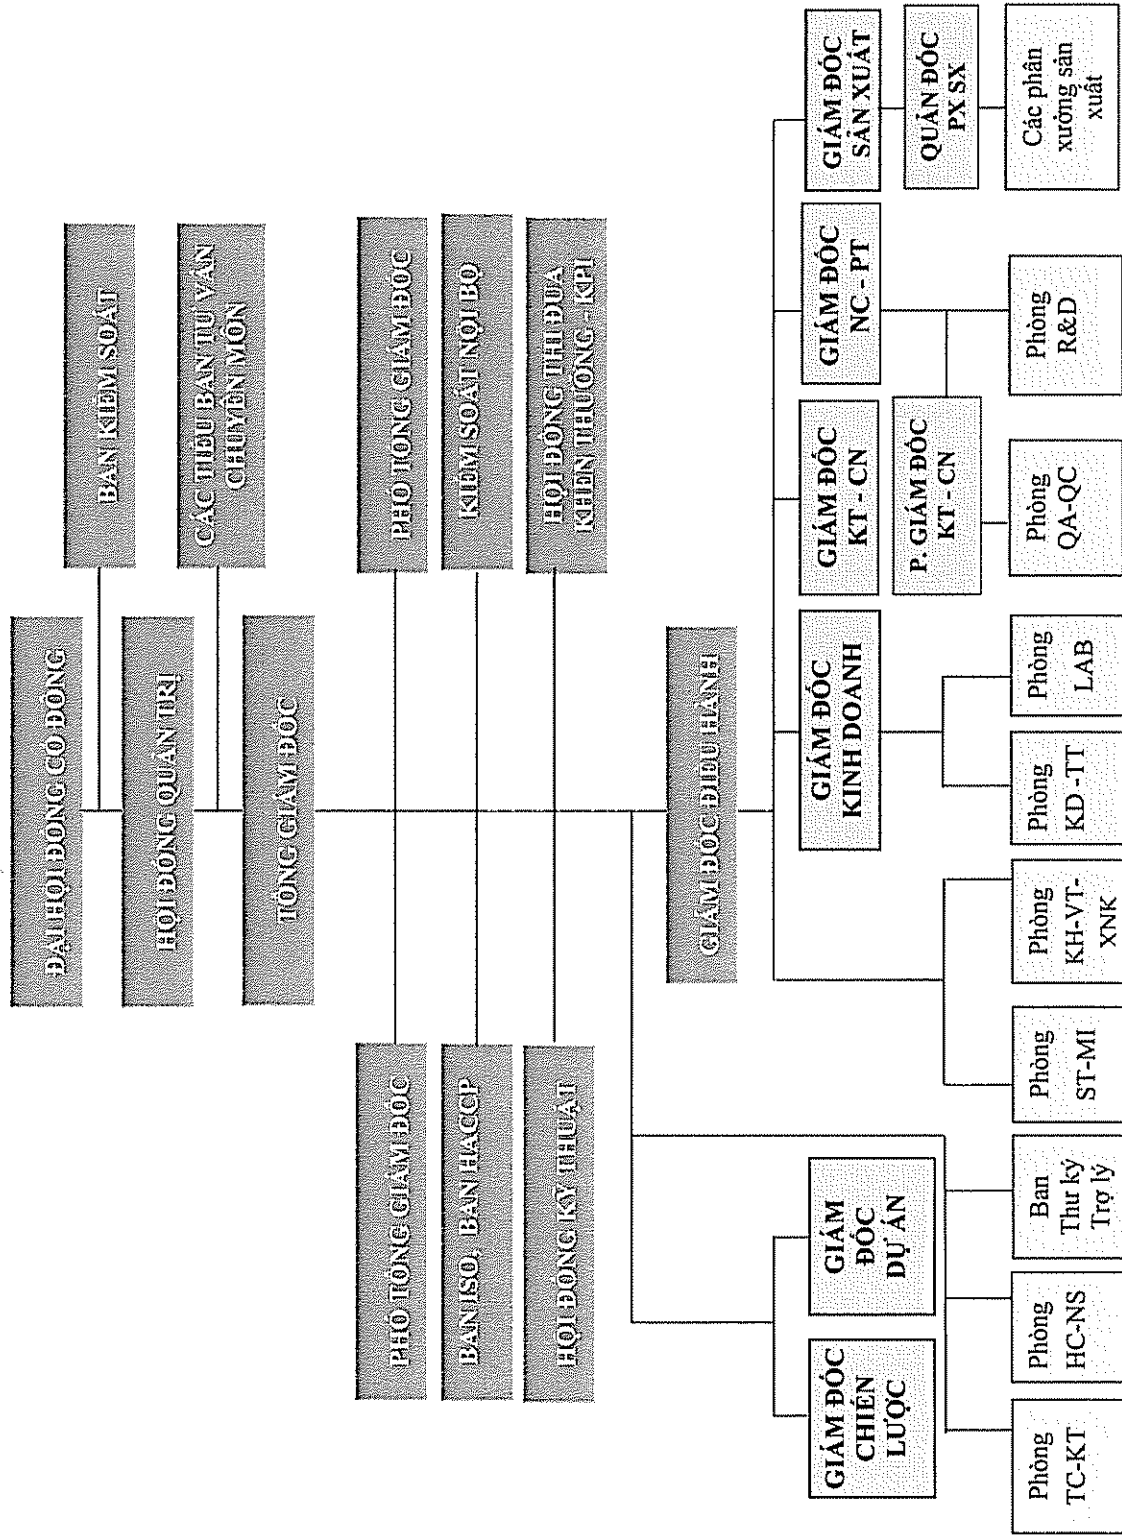 ĐẠI HỘI ĐỒNG CỔ ĐÔNG
BAN KIỂM SOÁT
HỘI ĐỒNG QUẢN TRỊ
CÁC TIỂU BAN TƯ VẤN
CHUYÊN MÔN
TỔNG GIÁM ĐỐC
PHÓ TỔNG GIÁM ĐỐC
PHÓ TỔNG GIÁM ĐỐC
BAN ISO, BAN HACCP
KIỂM SOÁT NỘI BỘ
HỘI ĐỒNG KỸ THUẬT
HỘI ĐỒNG THI ĐUA
KHEN THƯỞNG - KPI
GIÁM ĐỐC ĐIỀU HÀNH
GIÁM ĐỐC
CHIẾN
LƯỢC
GIÁM
ĐỐC
DỰ ÁN
GIÁM ĐỐC
KINH DOANH
GIÁM ĐỐC
KT - CN
GIÁM ĐỐC
NC - PT
GIÁM ĐỐC
SẢN XUẤT
P. GIÁM ĐỐC
KT - CN
QUẢN ĐỐC
PX SX
Phòng
TC-KT
Phòng
HC-NS
Ban
Thư ký
Trợ lý
Phòng
ST-MI
Phòng
KH-VT-
XNK
Phòng
KD -TT
Phòng
LAB
Phòng
QA-QC
Phòng
R&D
Các phân
xưởng sản
xuất